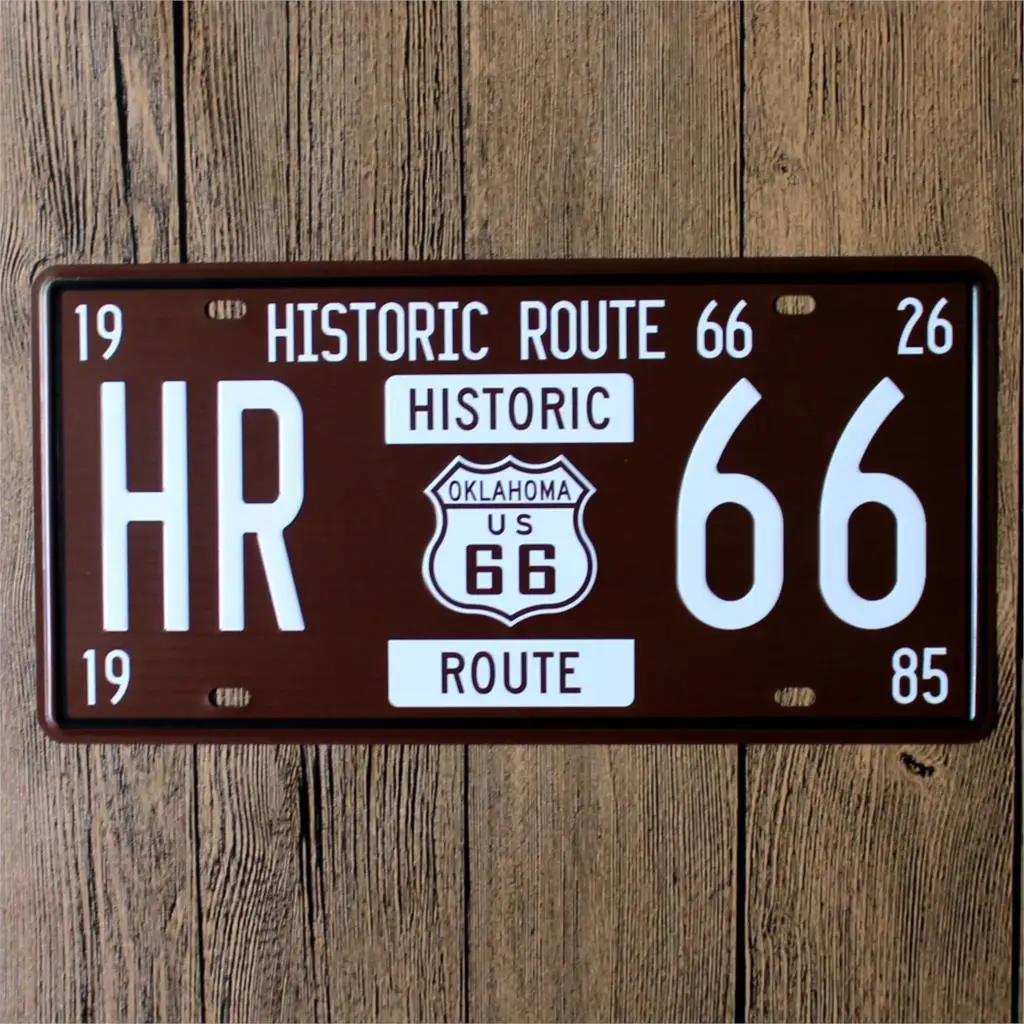 19 HISTORIC ROUTE 66 26
HISTORIC
HR 66
OKLAHOMA
US
66
ROUTE
19 85